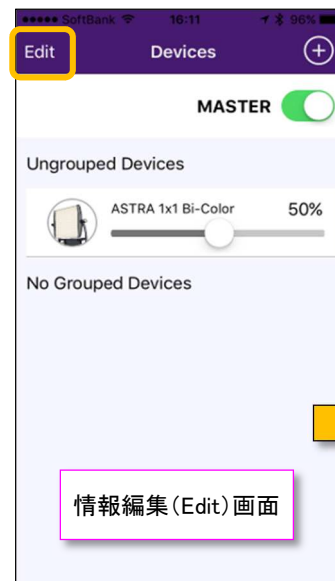 SoftBank 16:11 96%
Edit Devices
MASTER
Ungrouped Devices
ASTRA 1x1 Bi-Color 50%
No Grouped Devices
情報編集(Edit)画面